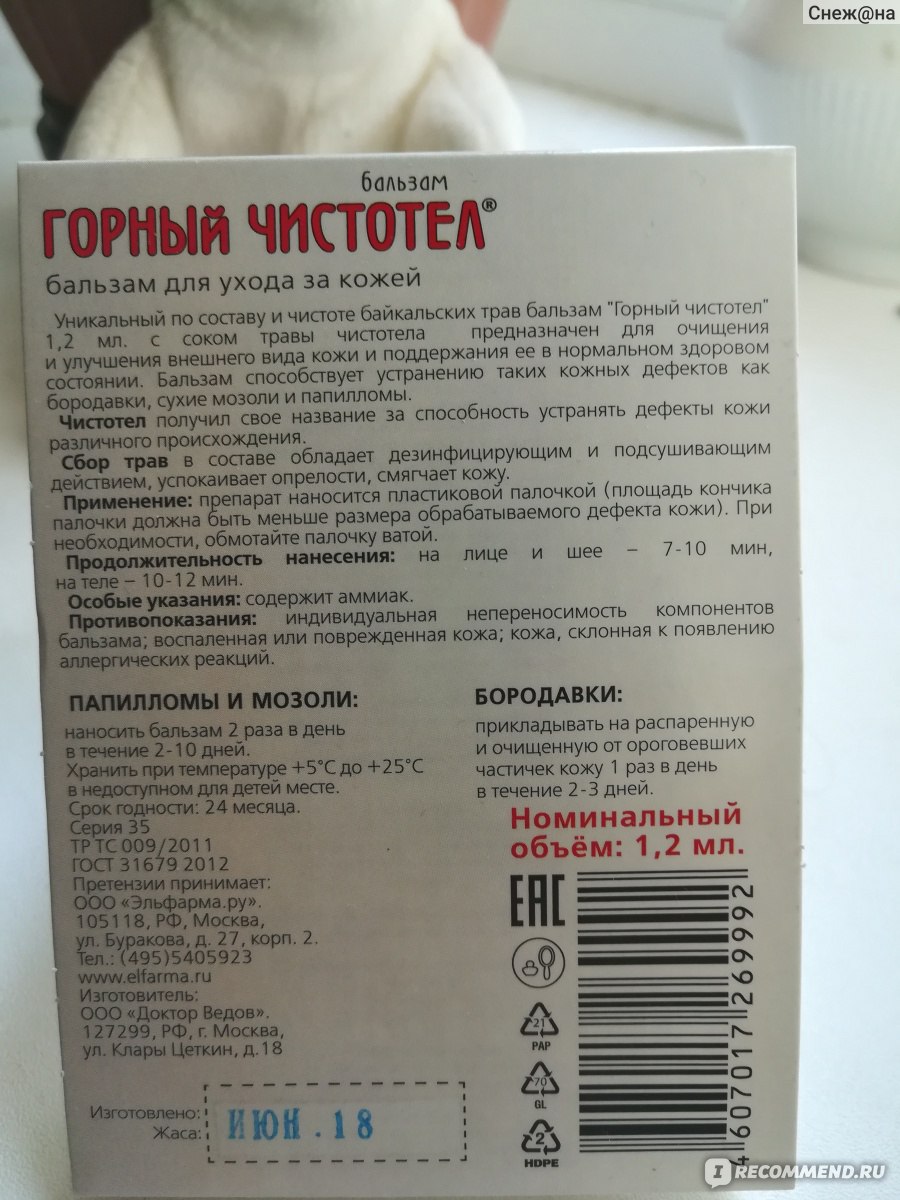 Снеж@на
бальзам
ГОРНЫЙ ЧИСТОТЕЛ®
бальзам для ухода за кожей
Уникальный по составу и чистоте байкальских трав бальзам "Горный чистотел"
1,2 мл. с соком травы чистотела предназначен для очищения
и улучшения внешнего вида кожи и поддержания ее в нормальном здоровом
состоянии. Бальзам способствует устранению таких кожных дефектов как
бородавки, сухие мозоли и папилломы.
Чистотел получил свое название за способность устранять дефекты кожи
различного происхождения.
Сбор трав в составе обладает дезинфицирующим и подсушивающим
действием, успокаивает опрелости, смягчает кожу.
Применение: препарат наносится пластиковой палочкой (площадь кончика
палочки должна быть меньше размера обрабатываемого дефекта кожи). При
необходимости, обмотайте палочку ватой.
Продолжительность нанесения: на лице и шее – 7-10 мин,
на теле – 10-12 мин.
Особые указания: содержит аммиак.
Противопоказания: индивидуальная непереносимость компонентов
бальзама; воспаленная или поврежденная кожа; кожа, склонная к появлению
аллергических реакций.
ПАПИЛЛОМЫ И МОЗОЛИ:
наносить бальзам 2 раза в день
в течение 2-10 дней.
Хранить при температуре +5°С до +25°С
в недоступном для детей месте.
Срок годности: 24 месяца.
Серия 35
ТР ТС 009/2011
ГОСТ 31679 2012
Претензии принимает:
ООО «Эльфарма.ру».
105118, РФ, Москва,
ул. Буракова, д. 27, корп. 2.
Тел.: (495)5405923
www.elfarma.ru
Изготовитель:
ООО «Доктор Ведов».
127299, РФ, г. Москва,
ул. Клары Цеткин, д.18
Изготовлено:
Жаса:
ИЮН.18
БОРОДАВКИ:
прикладывать на распаренную
и очищенную от ороговевших
частичек кожу 1 раз в день
в течение 2-3 дней.
Номинальный
объём: 1,2 мл.
EAC
21
PAP
70
GL
2
HDPE
4607017269992
IRECOMMEND.RU